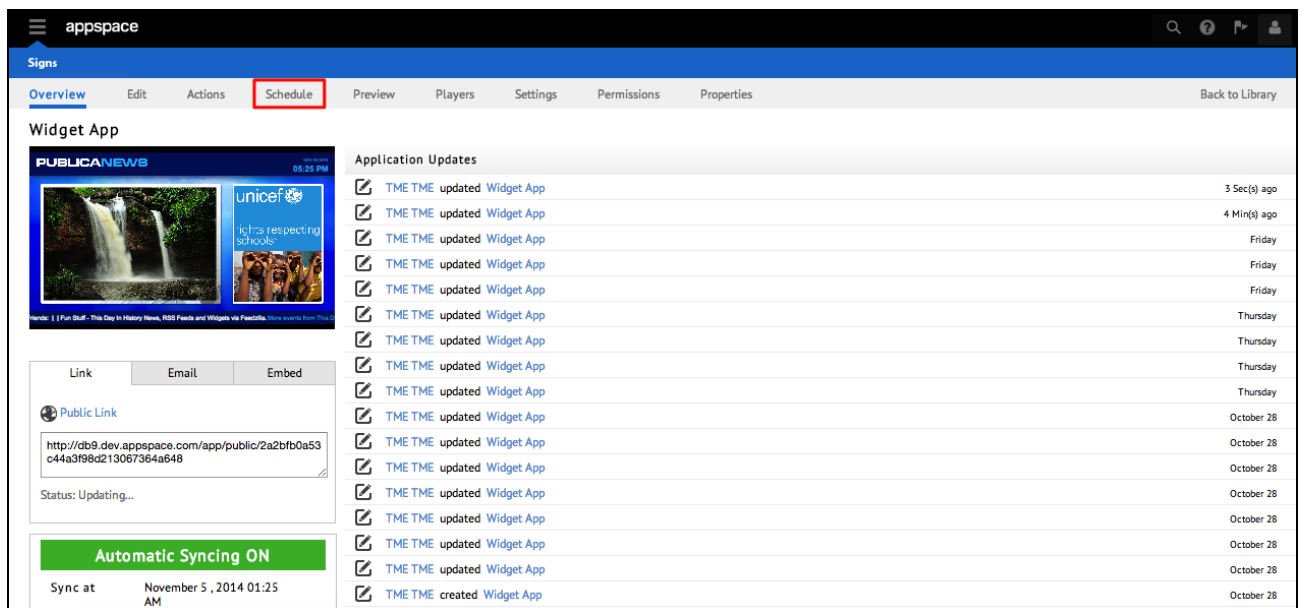 appspace
Signs
Overview Edit Actions Schedule Preview Players Settings Permissions Properties Back to Library
Widget App
PUBLICANEWS
05:25 PM
unicef
rights respecting
schools
Fun Stuff - This Day In History News, RSS Feeds and Widgets via Feedzilla. More events from This D
Link Email Embed
Public Link
http://db9.dev.appspace.com/app/public/2a2bfb0a53
c44a3f98d213067364a648
Status: Updating...
Automatic Syncing ON
Sync at November 5 , 2014 01:25
AM
Application Updates
TME TME updated Widget App 3 Sec(s) ago
TME TME updated Widget App 4 Min(s) ago
TME TME updated Widget App Friday
TME TME updated Widget App Friday
TME TME updated Widget App Friday
TME TME updated Widget App Thursday
TME TME updated Widget App Thursday
TME TME updated Widget App Thursday
TME TME updated Widget App Thursday
TME TME updated Widget App October 28
TME TME updated Widget App October 28
TME TME updated Widget App October 28
TME TME updated Widget App October 28
TME TME updated Widget App October 28
TME TME updated Widget App October 28
TME TME updated Widget App October 28
TME TME created Widget App October 28